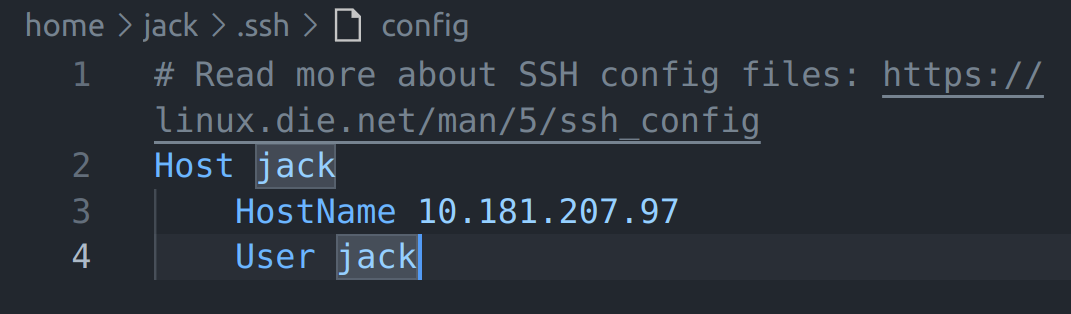 home > jack > .ssh > config
1 # Read more about SSH config files: https://
linux.die.net/man/5/ssh_config
2 Host jack
3 HostName 10.181.207.97
4 User jack